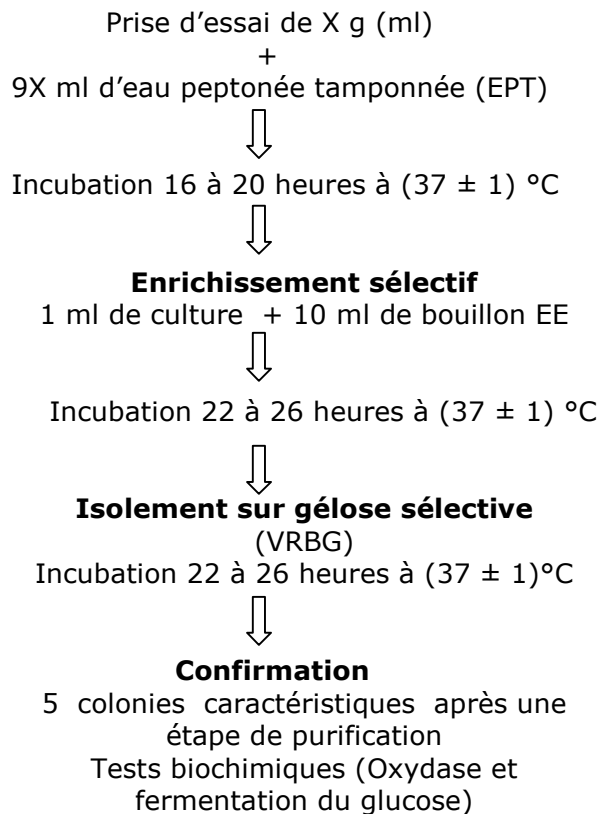 Prise d’essai de X g (ml)
+
9X ml d’eau peptonée tamponnée (EPT)
Incubation 16 à 20 heures à (37 ± 1) °C
Enrichissement sélectif
1 ml de culture + 10 ml de bouillon EE
Incubation 22 à 26 heures à (37 ± 1) °C
Isolement sur gélose sélective
(VRBG)
Incubation 22 à 26 heures à (37 ± 1)°C
Confirmation
5 colonies caractéristiques après une
étape de purification
Tests biochimiques (Oxydase et
fermentation du glucose)